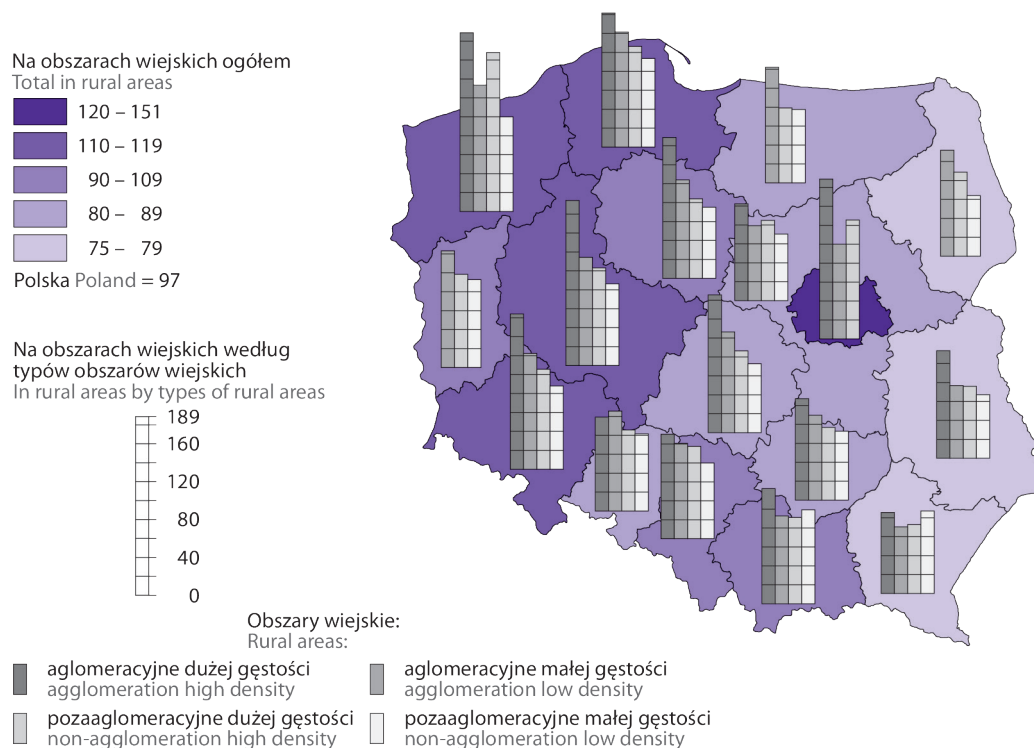 Na obszarach wiejskich ogółem
Total in rural areas
120 – 151
110 – 119
90 – 109
80 – 89
75 – 79
Polska Poland = 97
Na obszarach wiejskich według
typów obszarów wiejskich
In rural areas by types of rural areas
189
160
120
80
40
0
Obszary wiejskie:
Rural areas:
aglomeracyjne dużej gęstości
agglomeration high density
aglomeracyjne małej gęstości
agglomeration low density
pozaaglomeracyjne dużej gęstości
non-agglomeration high density
pozaaglomeracyjne małej gęstości
non-agglomeration low density